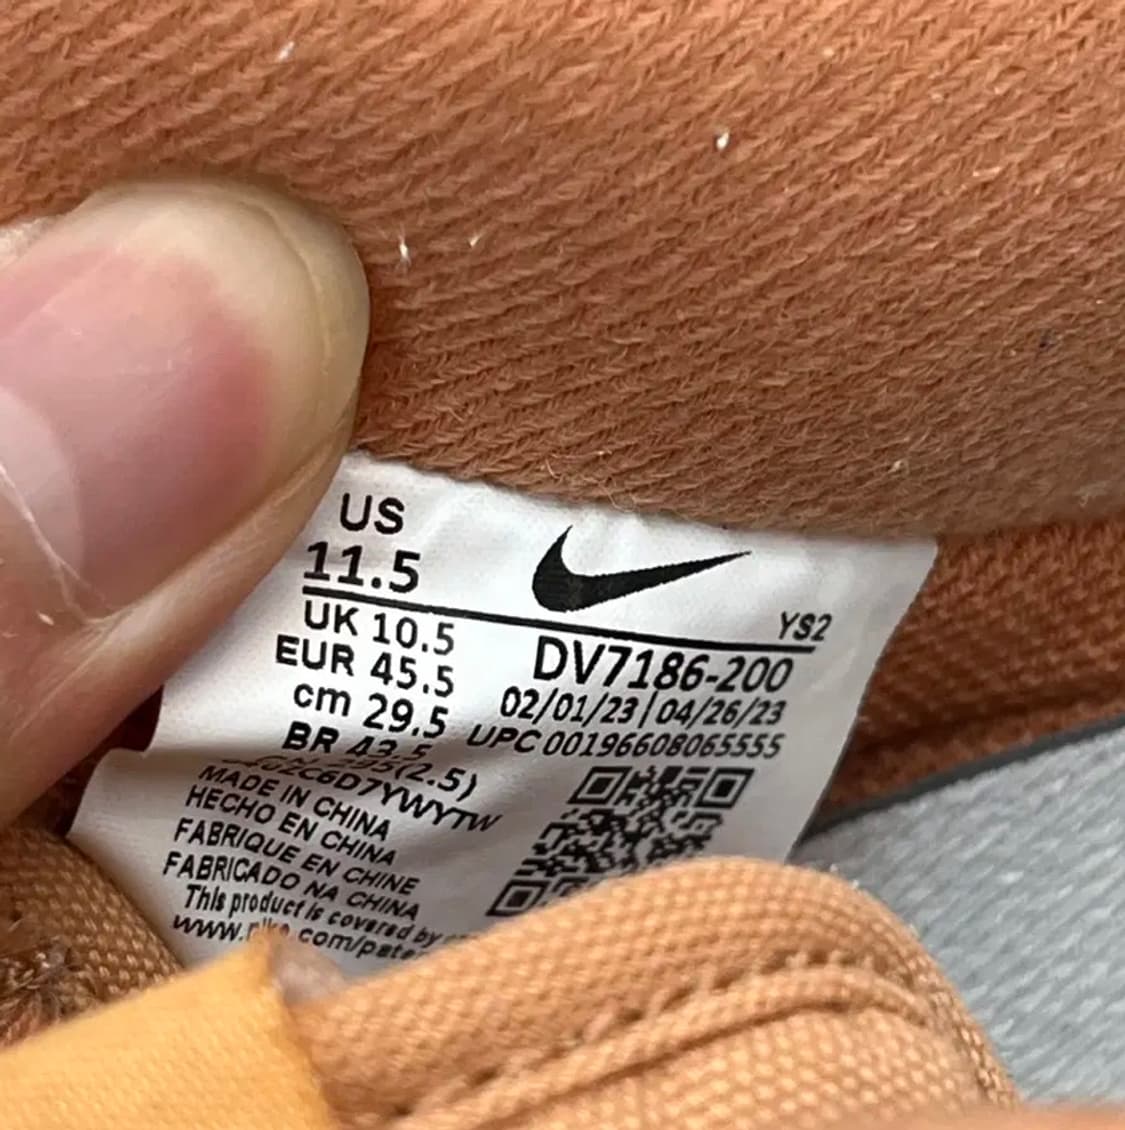 US
11.5
YS2
UK 10.5
EUR 45.5
cm 29.5
BR 43.5
DV7186-200
02/01/23|04/26/23
UPC 00196608065555
(2.5)
MADE IN CHINA
HECHO EN CHINA
FABRIQUE EN CHINE
FABRICADO NA CHINA
This product is covered by